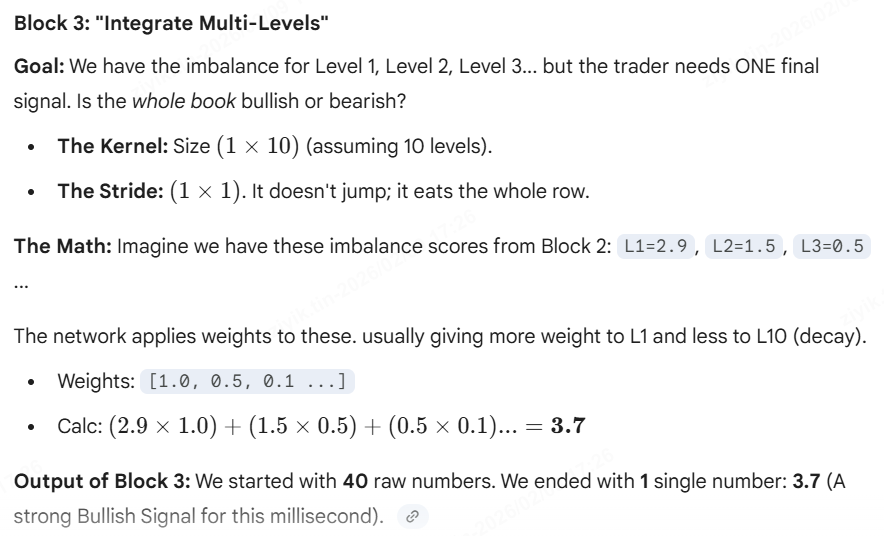 Block 3: "Integrate Multi-Levels"
Goal: We have the imbalance for Level 1, Level 2, Level 3... but the trader needs ONE final
signal. Is the whole book bullish or bearish?
• The Kernel: Size (1 × 10) (assuming 10 levels).
• The Stride: (1 × 1). It doesn't jump; it eats the whole row.
The Math: Imagine we have these imbalance scores from Block 2: L1=2.9 , L2=1.5 , L3=0.5
...
The network applies weights to these. usually giving more weight to L1 and less to L10 (decay).
• Weights: [1.0, 0.5, 0.1 ...]
• Calc: (2.9 × 1.0) + (1.5 × 0.5) + (0.5 × 0.1)... = 3.7
Output of Block 3: We started with 40 raw numbers. We ended with 1 single number: 3.7 (A
strong Bullish Signal for this millisecond).